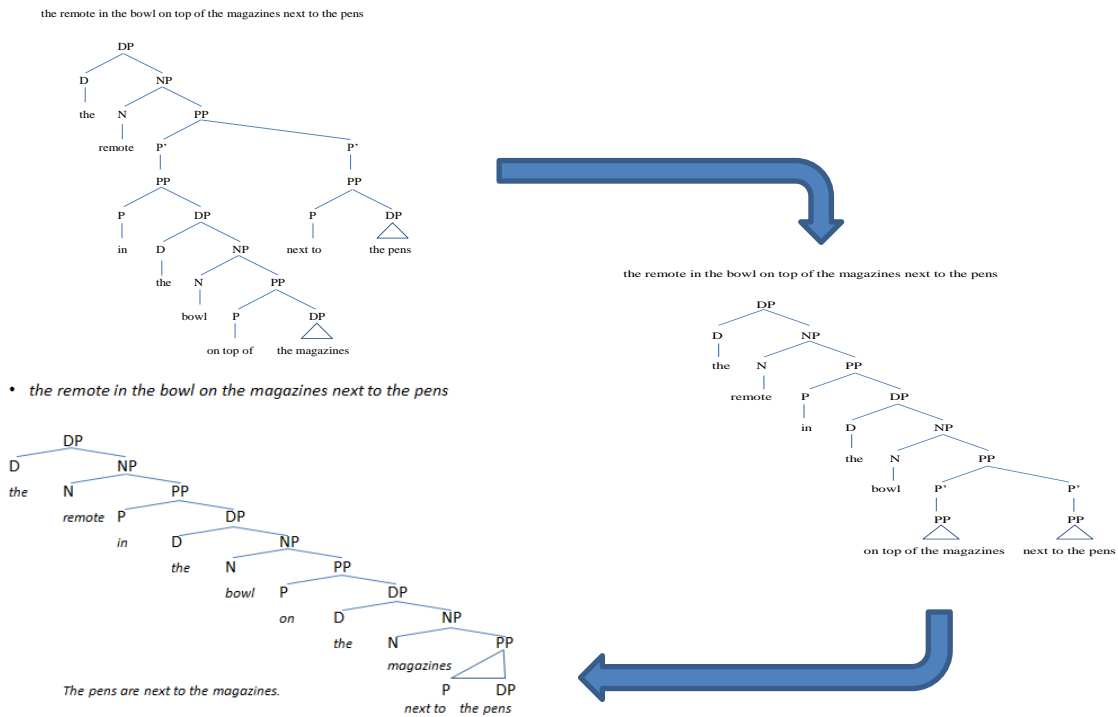 the remote in the bowl on top of the magazines next to the pens
DP
D NP
the N PP
remote P' P'
PP PP
P DP P DP
in D NP next to the pens
the N PP
bowl P DP
on top of the magazines
the remote in the bowl on top of the magazines next to the pens
DP
D NP
the N PP
remote P DP
in D NP
the N PP
bowl P' P'
PP PP
on top of the magazines next to the pens
• the remote in the bowl on the magazines next to the pens
DP
D NP
the N PP
remote P DP
in D NP
the N PP
bowl P DP
on D NP
the N PP
magazines
P DP
next to the pens
The pens are next to the magazines.